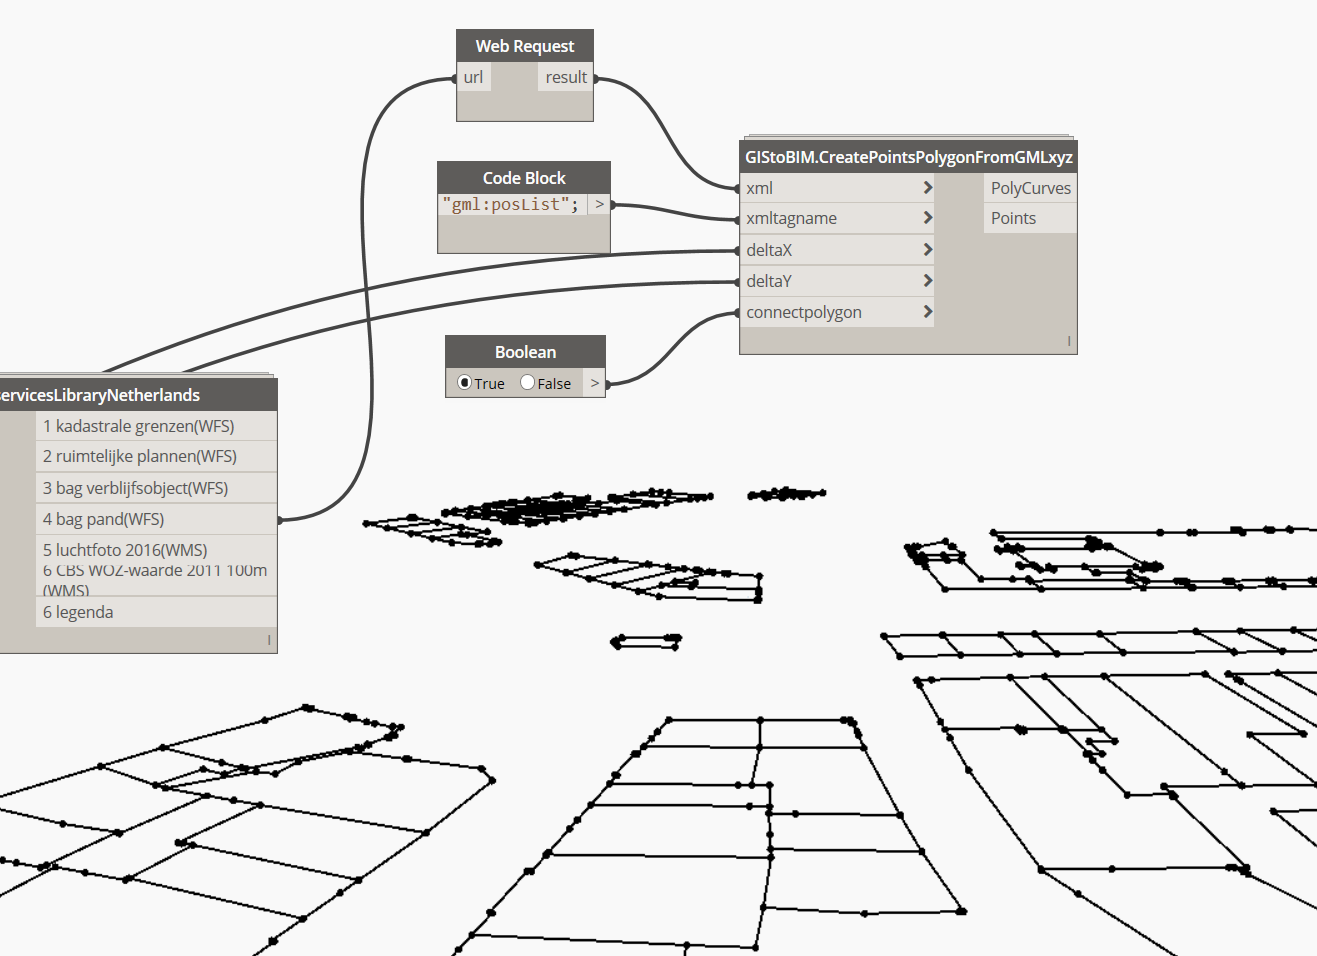 Web Request
url
result
Code Block
"gml:posList";
>
GIStoBIM.CreatePointsPolygonFromGMLxyz
xml
PolyCurves
xmltagname
Points
deltaX
deltaY
connectpolygon
Boolean
True
False
>
ervicesLibraryNetherlands
1 kadastrale grenzen(WFS)
2 ruimtelijke plannen(WFS)
3 bag verblijfsobject(WFS)
4 bag pand(WFS)
5 luchtfoto 2016(WMS)
6 CBS WOZ-waarde 2011 100m
(WMS)
6 legenda